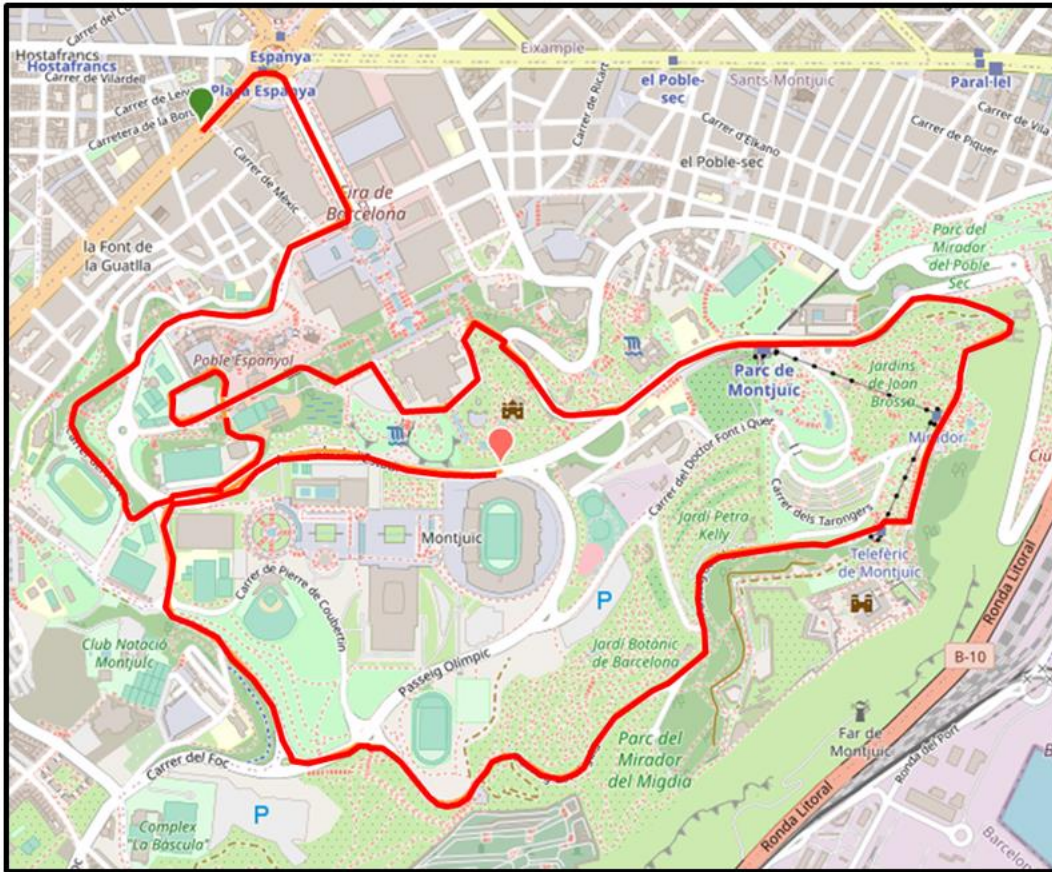 Eixample
Hostafrancs
Hostafrancs
Carrer de Vilardell
Espanya
Plaça Espanya
Carretera de la Bor
Carrer de Mèxic
el Poble-
sec
Sants-Montjuïc
Paral·lel
Carrer de Ricart
Carrer d'Elkano
Carrer de Piquer
Carrer de Vila
el Poble-sec
Fira de
Barcelona
la Font de
la Guatlla
Parc del
Mirador
del Poble
Sec
Poble Espanyol
Parc de
Montjuïc
Jardins
de Joan
Brossa
Mirador
Carrer del Doctor Font i Quer
Carrer dels Tarongers
Jardí Petra
Kelly
Montjuïc
Telefèric
de Montjuïc
Ronda Litoral
Carrer de Pierre de Coubertin
P
Club Natació
Montjuïc
Jardí Botànic
de Barcelona
B-10
Passeig Olímpic
Far de
Montjuïc
Ronda del Port
Parc del
Mirador
del Migdia
Carrer del Foc
P
Complex
"La Bàscula"
Ronda Litoral
Barcelon